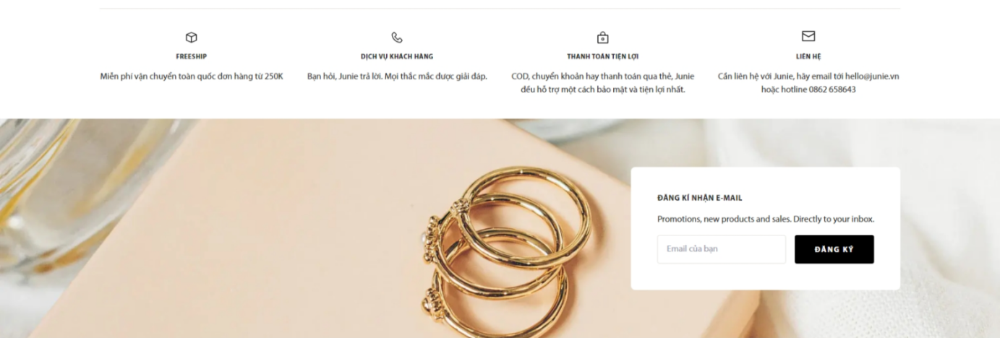 FREESHIP
Miễn phí vận chuyển toàn quốc đơn hàng từ 250K
DỊCH VỤ KHÁCH HÀNG
Bạn hỏi, Junie trả lời. Mọi thắc mắc được giải đáp.
THANH TOÁN TIỆN LỢI
COD, chuyển khoản hay thanh toán qua thẻ, Junie
đều hỗ trợ một cách bảo mật và tiện lợi nhất.
LIÊN HỆ
Cần liên hệ với Junie, hãy email tới hello@junie.vn
hoặc hotline 0862 658643
ĐĂNG KÍ NHẬN E-MAIL
Promotions, new products and sales. Directly to your inbox.
Email của bạn
ĐĂNG KÝ